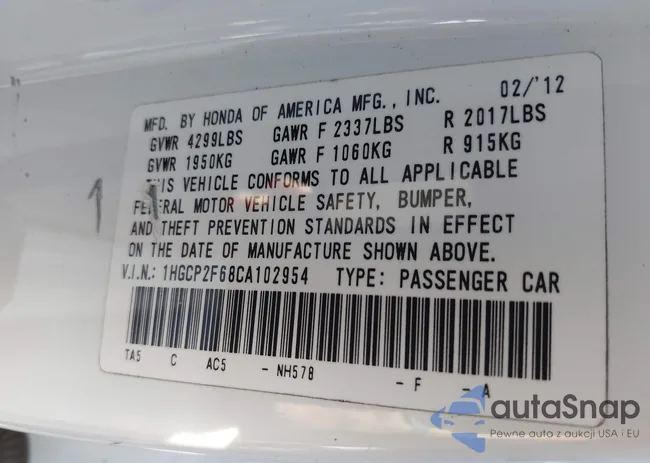 MFD. BY HONDA OF AMERICA MFG., INC. 02/'12
GVWR 4299LBS GAWR F 2337LBS R 2017LBS
GVWR 1950KG GAWR F 1060KG R 915KG
THIS VEHICLE CONFORMS TO ALL APPLICABLE
FEDERAL MOTOR VEHICLE SAFETY, BUMPER,
AND THEFT PREVENTION STANDARDS IN EFFECT
ON THE DATE OF MANUFACTURE SHOWN ABOVE.
V.I.N.: 1HGCP2F68CA102954 TYPE: PASSENGER CAR
TA5 C AC5 - NH578 - F - A
autoSnap
Pewne auta z aukcji USA i EU